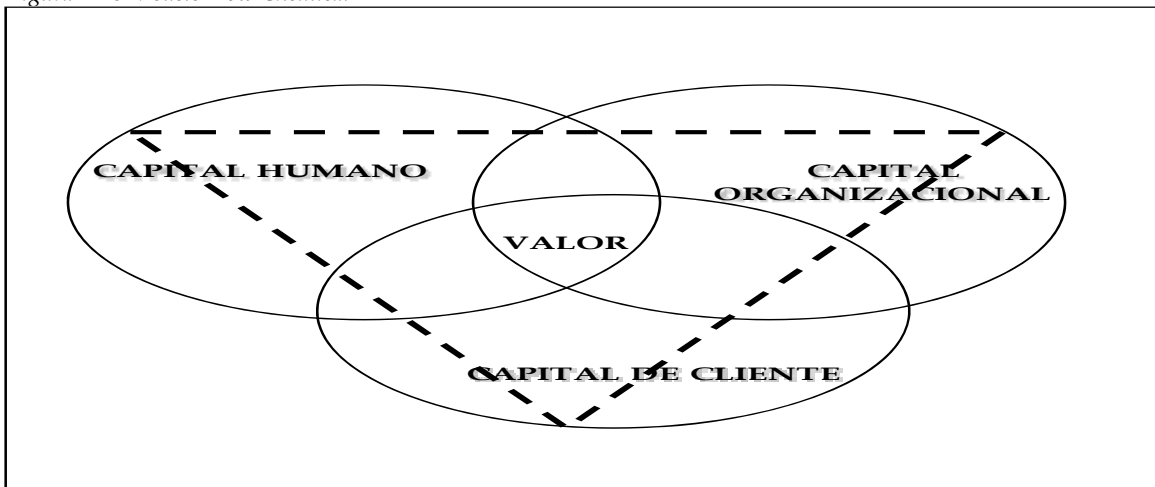 CAPITAL HUMANO
CAPITAL
ORGANIZACIONAL
VALOR
CAPITAL DE CLIENTE